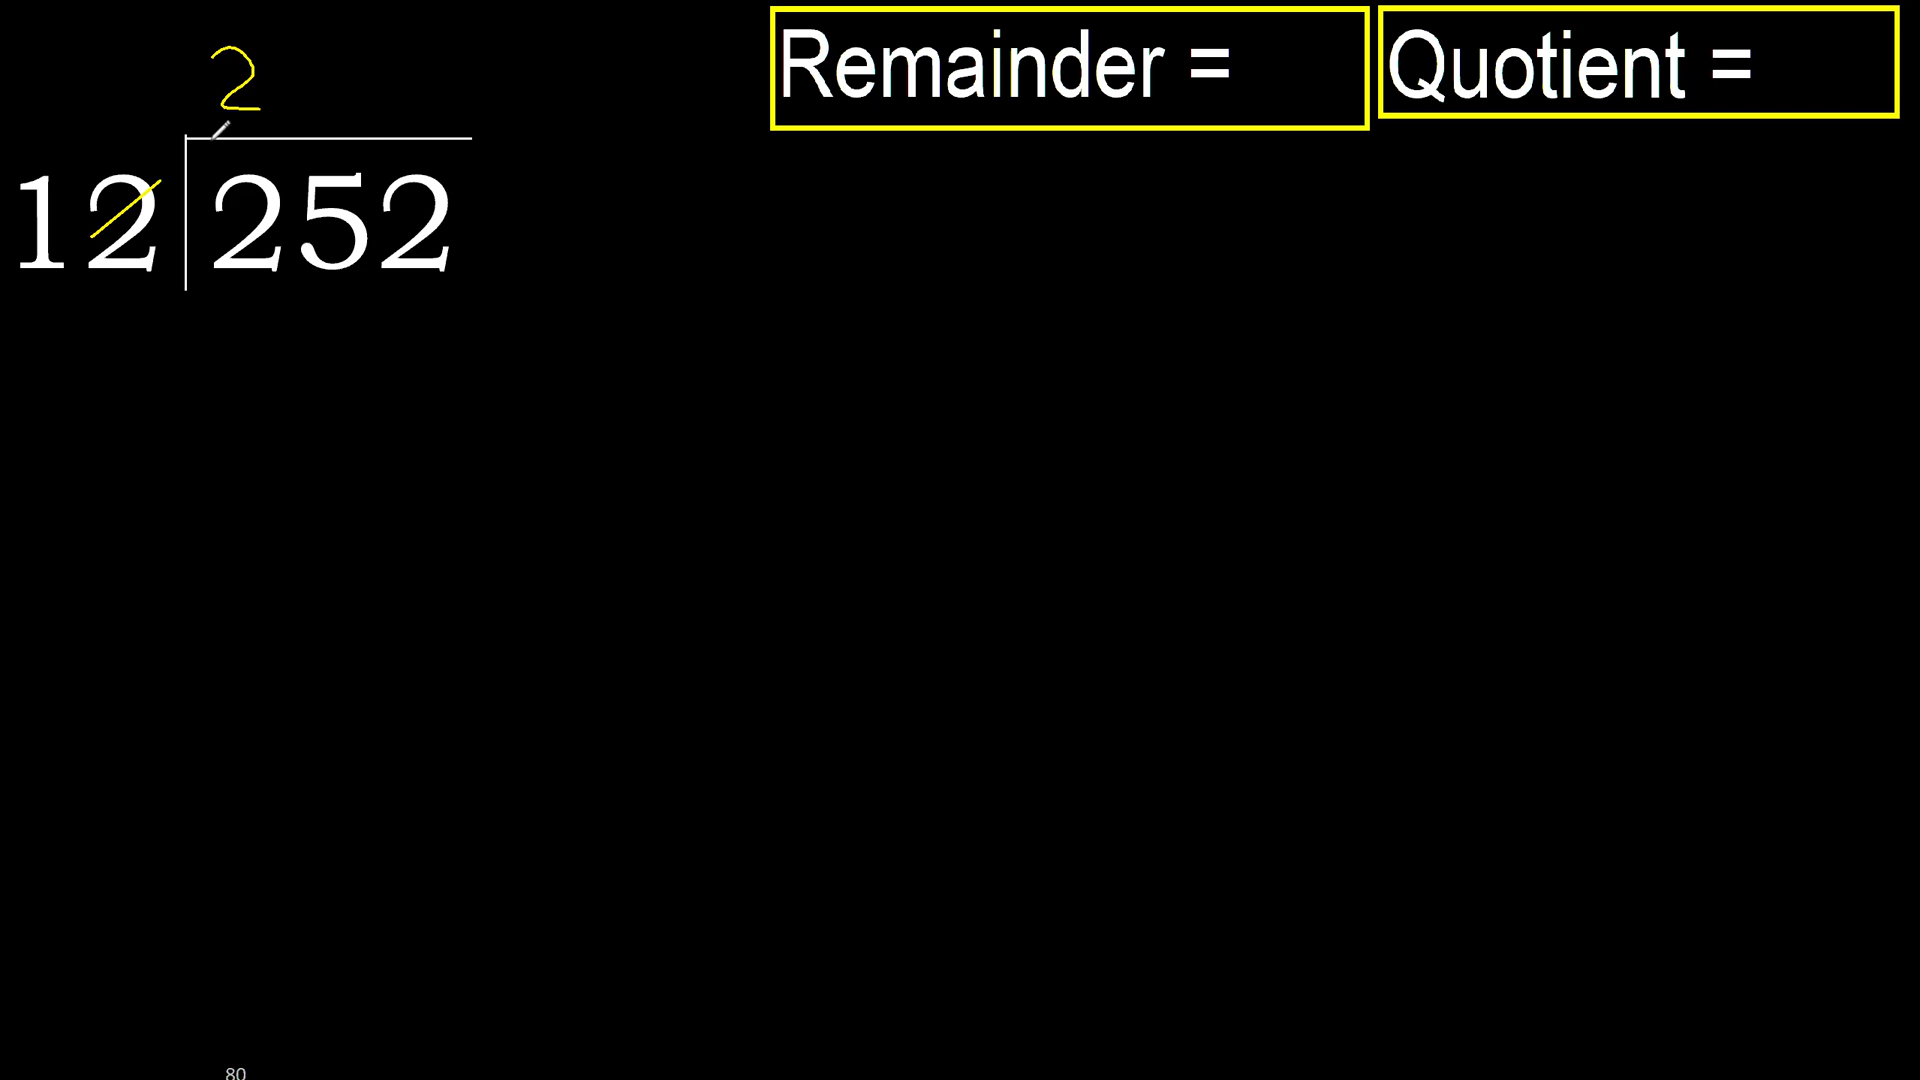 Remainder = Quotient =
2
12 252
80